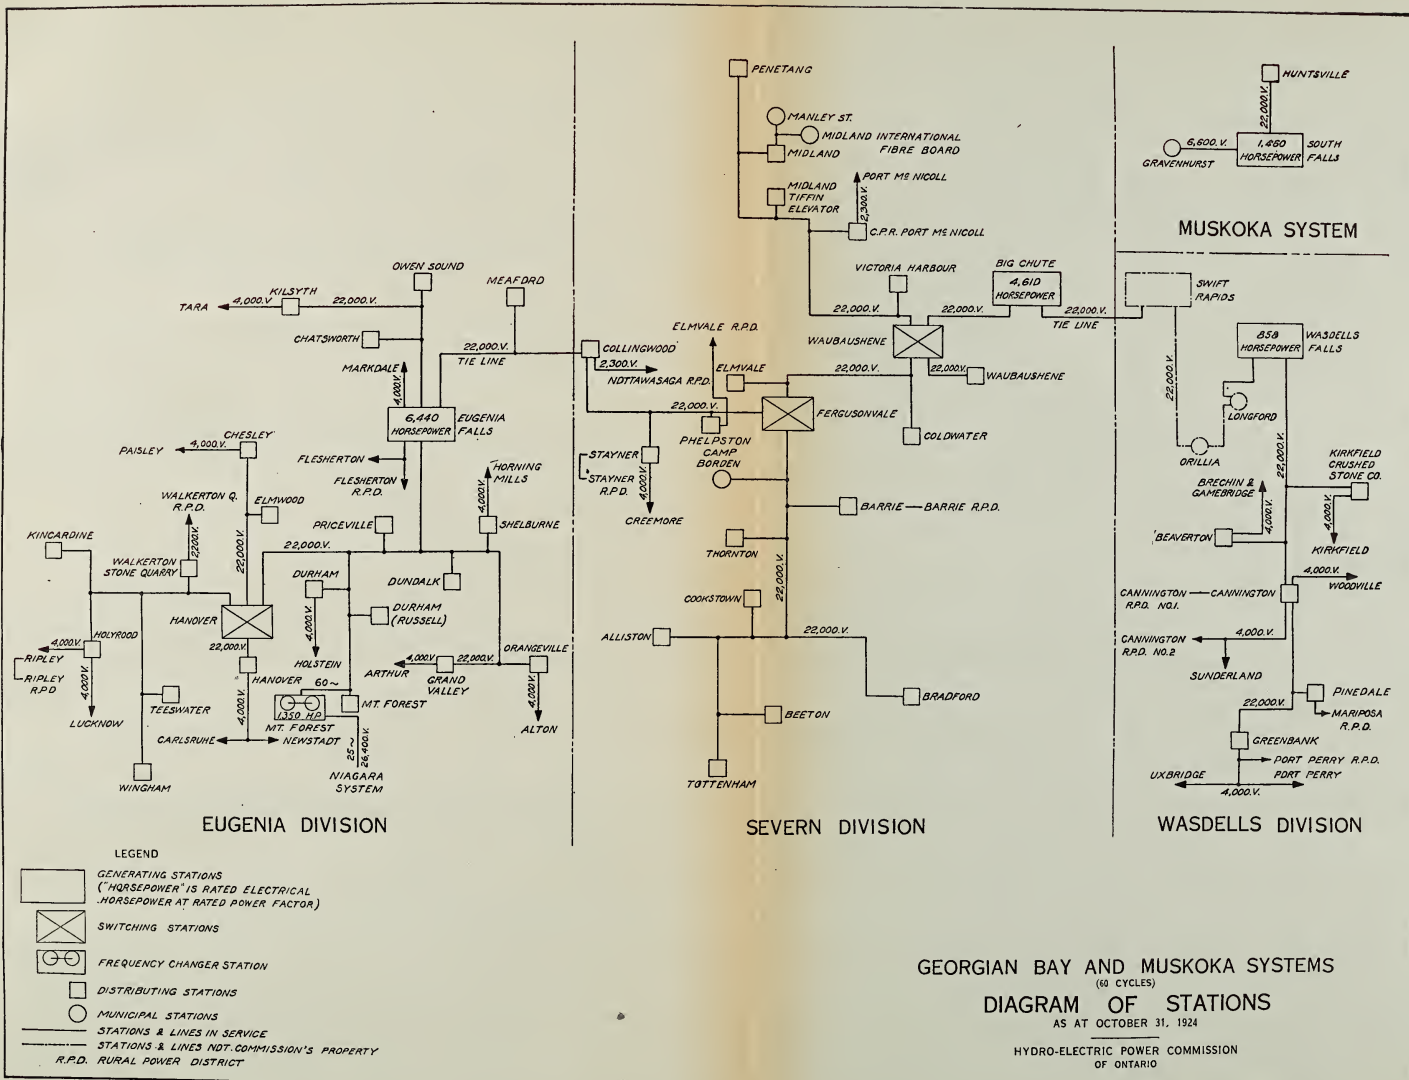 HUNTSVILLE
22,000.V.
6,600.V.
GRAVENHURST
1,460
HORSEPOWER
SOUTH
FALLS
MUSKOKA SYSTEM
PENETANG
MANLEY ST.
MIDLAND INTERNATIONAL
FIBRE BOARD
MIDLAND
MIDLAND
TIFFIN
ELEVATOR
PORT MC NICOLL
2,300.V.
C.P.R. PORT MC NICOLL
VICTORIA HARBOUR
BIG CHUTE
4,610
HORSEPOWER
22,000.V.
22,000.V.
22,000.V.
TIE LINE
WAUBAUSHENE
22,000.V.
22,000.V.
WAUBAUSHENE
COLDWATER
ELMVALE R.P.D.
ELMVALE
COLLINGWOOD
2,300.V.
NOTTAWASAGA R.P.D.
22,000.V.
FERGUSONVALE
PHELPSTON
CAMP
BORDEN
STAYNER
STAYNER
R.P.D.
4,000.V.
CREEMORE
BARRIE — BARRIE R.P.D.
THORNTON
22,000.V.
COOKSTOWN
ALLISTON
22,000.V.
BRADFORD
BEETON
TOTTENHAM
SEVERN DIVISION
OWEN SOUND
MEAFORD
TARA
4,000.V
KILSYTH
22,000.V.
CHATSWORTH
22,000.V.
TIE LINE
MARKDALE
4,000.V.
6,440
HORSEPOWER
EUGENIA
FALLS
FLESHERTON
FLESHERTON
R.P.D.
HORNING
MILLS
4,000.V.
SHELBURNE
PAISLEY
4,000.V.
CHESLEY
WALKERTON Q.
R.P.D.
2,200.V.
ELMWOOD
22,000.V.
PRICEVILLE
22,000.V.
KINCARDINE
WALKERTON
STONE QUARRY
DURHAM
DUNDALK
HANOVER
DURHAM
(RUSSELL)
4,000.V.
HOLSTEIN
4,000.V.
HOLYROOD
RIPLEY
RIPLEY
R.P.D
4,000.V.
LUCKNOW
TEESWATER
WINGHAM
22,000.V.
HANOVER
4,000.V.
CARLSRUHE
NEWSTADT
60~
1,350 H.P.
MT. FOREST
MT. FOREST
25~
26,400.V.
NIAGARA
SYSTEM
ARTHUR
4,000.V
GRAND
VALLEY
22,000.V.
ORANGEVILLE
4,000.V.
ALTON
EUGENIA DIVISION
SWIFT
RAPIDS
858
HORSEPOWER
WASDELLS
FALLS
22,000.V.
LONGFORD
ORILLIA
22,000.V.
KIRKFIELD
CRUSHED
STONE CO.
4,000.V.
KIRKFIELD
BRECHIN &
GAMEBRIDGE
4,000.V.
BEAVERTON
4,000.V.
WOODVILLE
CANNINGTON — CANNINGTON
R.P.D. NO.1.
CANNINGTON
R.P.D. NO.2
4,000.V.
SUNDERLAND
PINEDALE
MARIPOSA
R.P.D.
22,000.V.
GREENBANK
PORT PERRY R.P.D.
UXBRIDGE
PORT PERRY
4,000.V.
WASDELLS DIVISION
LEGEND
GENERATING STATIONS
("HORSEPOWER" IS RATED ELECTRICAL
HORSEPOWER AT RATED POWER FACTOR)
SWITCHING STATIONS
FREQUENCY CHANGER STATION
DISTRIBUTING STATIONS
MUNICIPAL STATIONS
STATIONS & LINES IN SERVICE
STATIONS & LINES NOT COMMISSION'S PROPERTY
R.P.D. RURAL POWER DISTRICT
GEORGIAN BAY AND MUSKOKA SYSTEMS
(60 CYCLES)
DIAGRAM OF STATIONS
AS AT OCTOBER 31, 1924
HYDRO-ELECTRIC POWER COMMISSION
OF ONTARIO